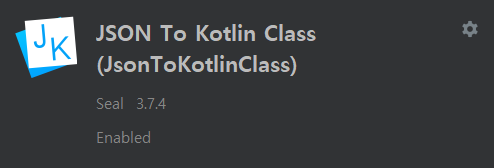 JK
JSON To Kotlin Class
(JsonToKotlinClass)
Seal 3.7.4
Enabled